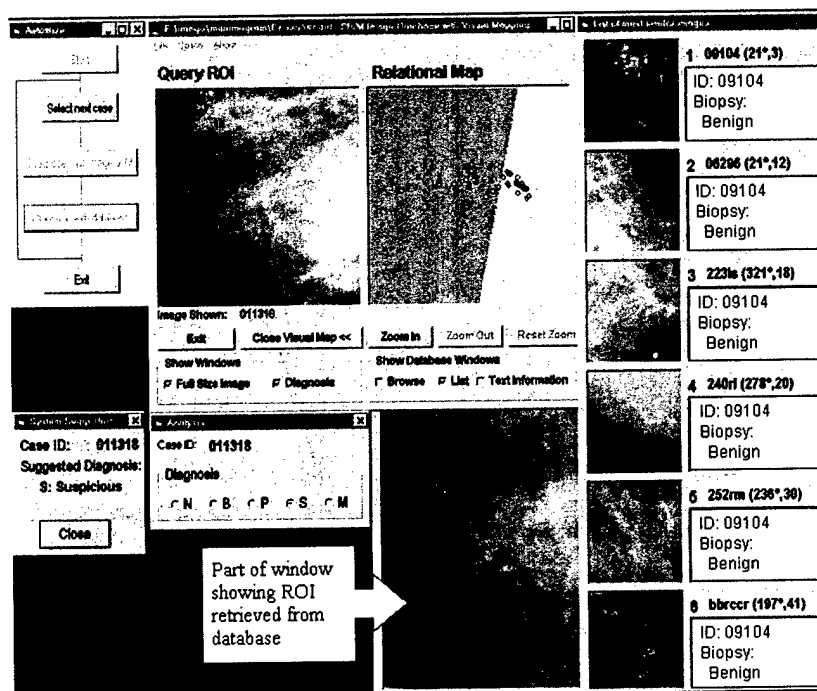 Query ROI
Relational Map
Select next case
Exit
Image Shown: 011318
Exit
Close Visual Map <<
Zoom In
Zoom Out
Reset Zoom
Show Windows
Full Size Image
Diagnosis
Show Database Windows
Browse
List
Text Information
Case ID: 011318
Suggested Diagnosis:
S: Suspicious
Close
Case ID: 011318
Diagnosis
N B P S M
Part of window
showing ROI
retrieved from
database
List of most similar images
1 09104 (21°,3)
ID: 09104
Biopsy:
Benign
2 06296 (21°,12)
ID: 09104
Biopsy:
Benign
3 223ls (321°,18)
ID: 09104
Biopsy:
Benign
4 240rl (278°,20)
ID: 09104
Biopsy:
Benign
5 252rm (236°,30)
ID: 09104
Biopsy:
Benign
6 bbrccr (197°,41)
ID: 09104
Biopsy:
Benign